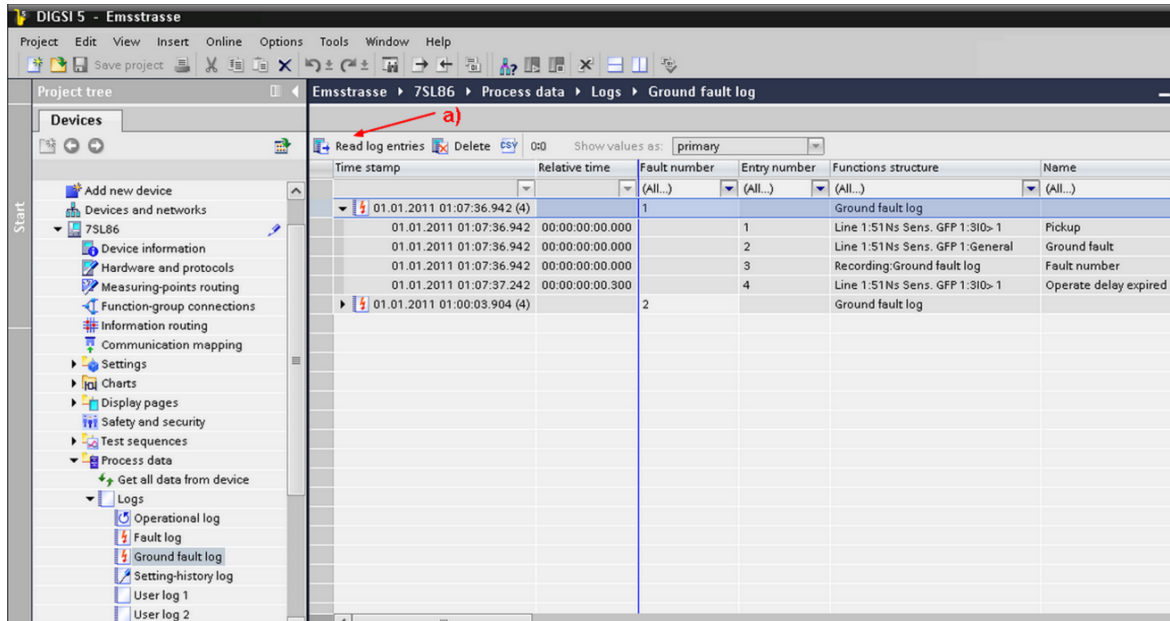 DIGSI 5 - Emsstrasse
Project Edit View Insert Online Options Tools Window Help
Save project
Project tree
Devices
Start
Add new device
Devices and networks
7SL86
Device information
Hardware and protocols
Measuring-points routing
Function-group connections
Information routing
Communication mapping
Settings
Charts
Display pages
Safety and security
Test sequences
Process data
Get all data from device
Logs
Operational log
Fault log
Ground fault log
Setting-history log
User log 1
User log 2
Emsstrasse 7SL86 Process data Logs Ground fault log
a)
Read log entries Delete CSV 0:0 Show values as: primary
Time stamp Relative time Fault number Entry number Functions structure Name
(All...) (All...) (All...) (All...)
01.01.2011 01:07:36.942 (4) 1 Ground fault log
01.01.2011 01:07:36.942 00:00:00:00.000 1 Line 1:51Ns Sens. GFP 1:3I0> 1 Pickup
01.01.2011 01:07:36.942 00:00:00:00.000 2 Line 1:51Ns Sens. GFP 1:General Ground fault
01.01.2011 01:07:36.942 00:00:00:00.000 3 Recording:Ground fault log Fault number
01.01.2011 01:07:37.242 00:00:00:00.300 4 Line 1:51Ns Sens. GFP 1:3I0> 1 Operate delay expired
01.01.2011 01:00:03.904 (4) 2 Ground fault log